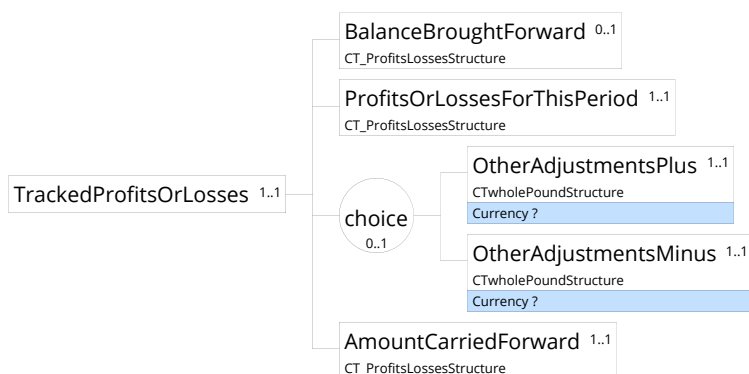 BalanceBroughtForward 0..1
CT_ProfitsLossesStructure
ProfitsOrLossesForThisPeriod 1..1
CT_ProfitsLossesStructure
TrackedProfitsOrLosses 1..1
choice
0..1
OtherAdjustmentsPlus 1..1
CTwholePoundStructure
Currency ?
OtherAdjustmentsMinus 1..1
CTwholePoundStructure
Currency ?
AmountCarriedForward 1..1
CT_ProfitsLossesStructure